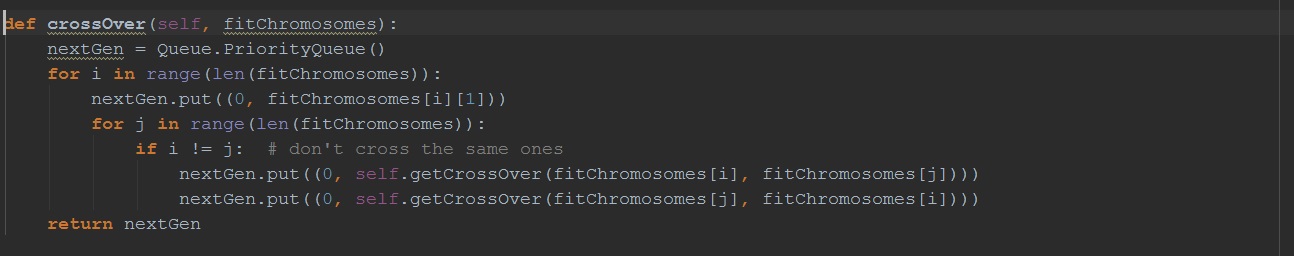 def crossOver(self, fitChromosomes):
    nextGen = Queue.PriorityQueue()
    for i in range(len(fitChromosomes)):
        nextGen.put((0, fitChromosomes[i][1]))
        for j in range(len(fitChromosomes)):
            if i != j:  # don't cross the same ones
                nextGen.put((0, self.getCrossOver(fitChromosomes[i], fitChromosomes[j])))
                nextGen.put((0, self.getCrossOver(fitChromosomes[j], fitChromosomes[i])))
    return nextGen